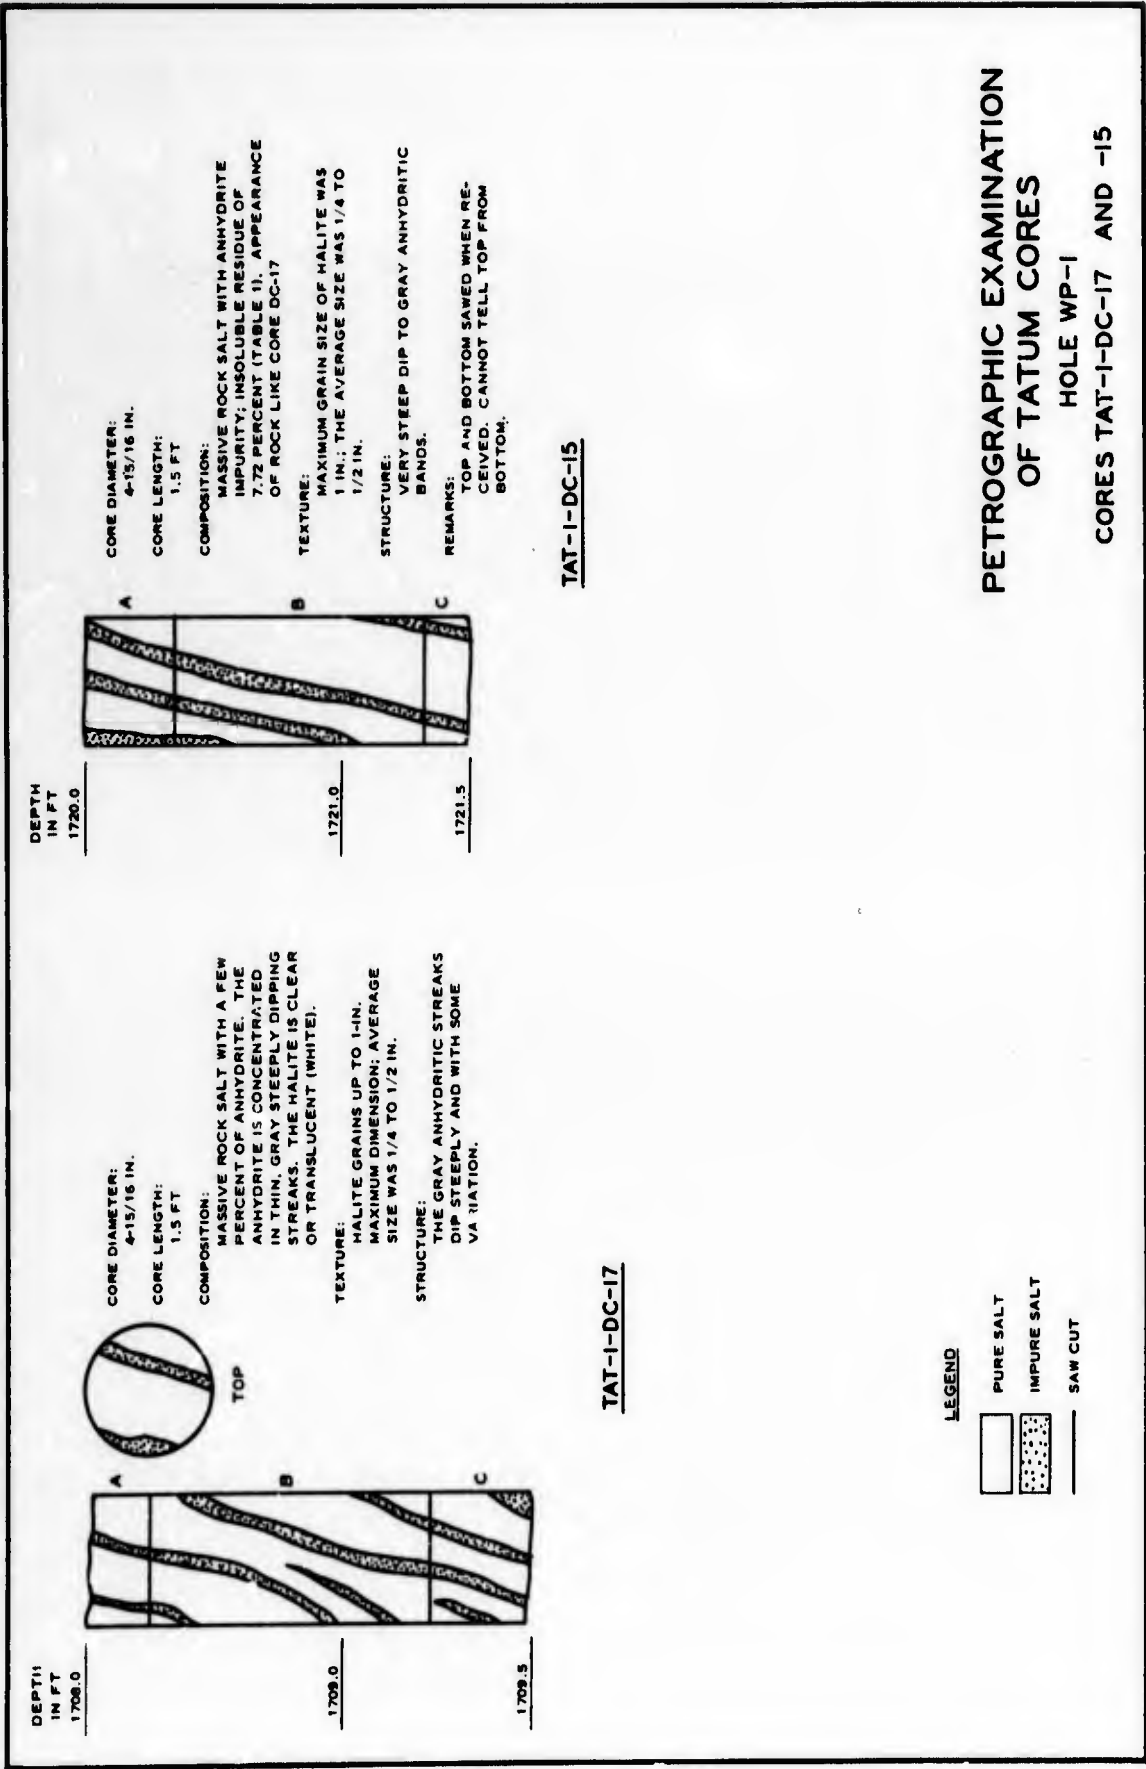 DEPTH
IN FT
1708.0
1709.0
1709.5
A
B
C
TOP
CORE DIAMETER:
4-15/16 IN.
CORE LENGTH:
1.5 FT
COMPOSITION:
MASSIVE ROCK SALT WITH A FEW
PERCENT OF ANHYDRITE. THE
ANHYDRITE IS CONCENTRATED
IN THIN, GRAY STEEPLY DIPPING
STREAKS. THE HALITE IS CLEAR
OR TRANSLUCENT (WHITE).
TEXTURE:
HALITE GRAINS UP TO 1-IN.
MAXIMUM DIMENSION; AVERAGE
SIZE WAS 1/4 TO 1/2 IN.
STRUCTURE:
THE GRAY ANHYDRITIC STREAKS
DIP STEEPLY AND WITH SOME
VARIATION.
TAT-1-DC-17
DEPTH
IN FT
1720.0
1721.0
1721.5
A
B
C
CORE DIAMETER:
4-15/16 IN.
CORE LENGTH:
1.5 FT
COMPOSITION:
MASSIVE ROCK SALT WITH ANHYDRITE
IMPURITY; INSOLUBLE RESIDUE OF
7.72 PERCENT (TABLE 1). APPEARANCE
OF ROCK LIKE CORE DC-17
TEXTURE:
MAXIMUM GRAIN SIZE OF HALITE WAS
1 IN.; THE AVERAGE SIZE WAS 1/4 TO
1/2 IN.
STRUCTURE:
VERY STEEP DIP TO GRAY ANHYDRITIC
BANDS.
REMARKS:
TOP AND BOTTOM SAWED WHEN RE-
CEIVED. CANNOT TELL TOP FROM
BOTTOM.
TAT-1-DC-15
LEGEND
PURE SALT
IMPURE SALT
SAW CUT
PETROGRAPHIC EXAMINATION
OF TATUM CORES
HOLE WP-1
CORES TAT-1-DC-17 AND -15